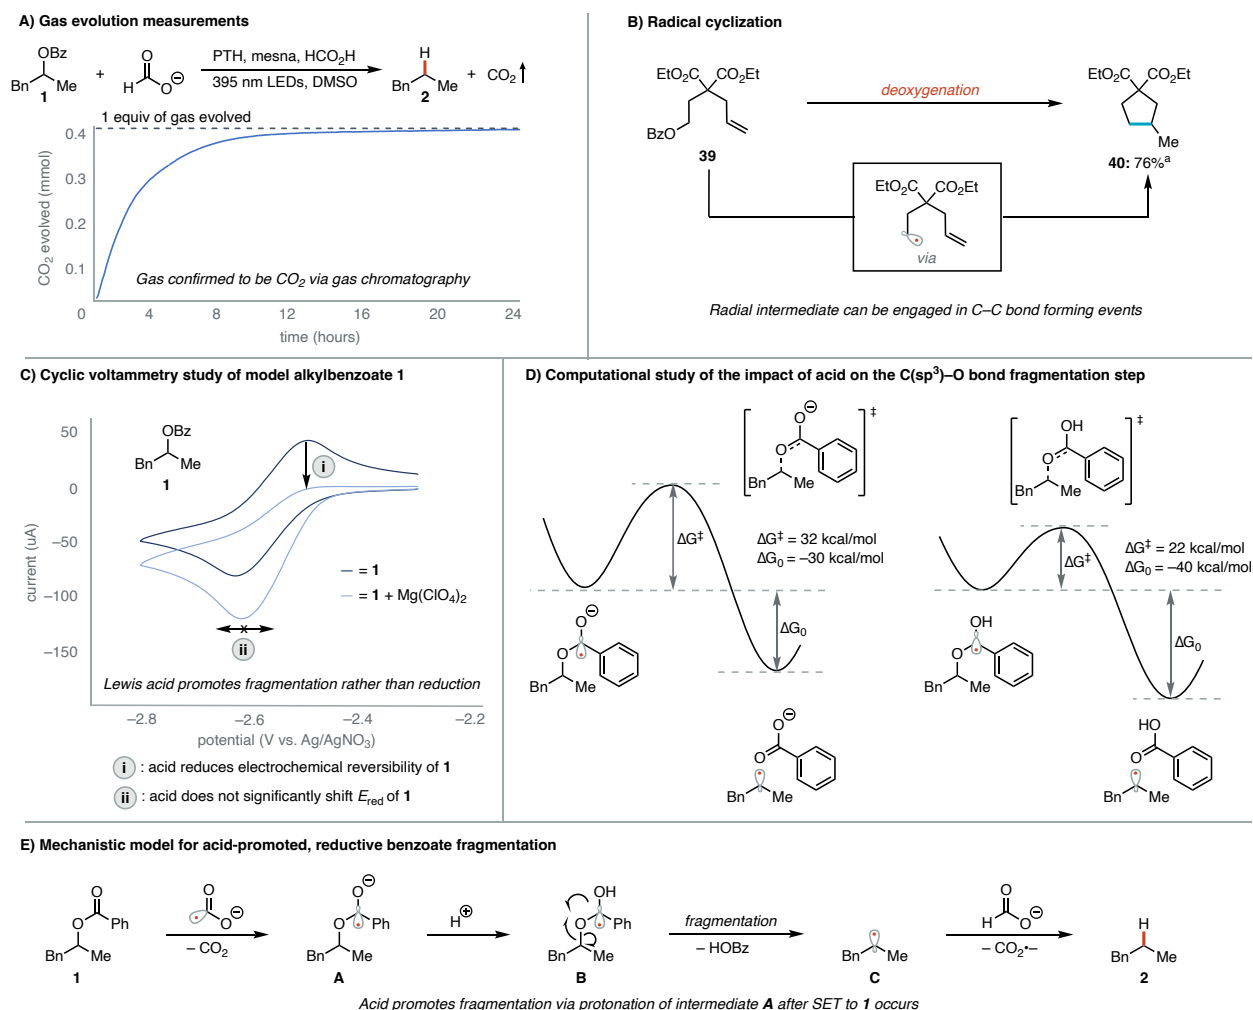 A) Gas evolution measurements
OBz
Bn Me
1
+
O
H O⊖
PTH, mesna, HCO2H
395 nm LEDs, DMSO
H
Bn Me
2
+ CO2
1 equiv of gas evolved
0.4
0.3
0.2
0.1
CO2 evolved (mmol)
Gas confirmed to be CO2 via gas chromatography
0 4 8 12 16 20 24
time (hours)
B) Radical cyclization
EtO2C CO2Et
BzO
39
deoxygenation
EtO2C CO2Et
Me
40: 76%a
EtO2C CO2Et
via
Radial intermediate can be engaged in C–C bond forming events
C) Cyclic voltammetry study of model alkylbenzoate 1
50
0
–50
–100
–150
current (uA)
OBz
Bn Me
1
i
– = 1
– = 1 + Mg(ClO4)2
x
ii
Lewis acid promotes fragmentation rather than reduction
–2.8 –2.6 –2.4 –2.2
potential (V vs. Ag/AgNO3)
i : acid reduces electrochemical reversibility of 1
ii : acid does not significantly shift Ered of 1
D) Computational study of the impact of acid on the C(sp3)–O bond fragmentation step
O⊖
O
Bn Me
‡
ΔG‡
ΔG‡ = 32 kcal/mol
ΔG0 = –30 kcal/mol
ΔG0
O⊖
O
Bn Me
O⊖
O
Bn Me
OH
O
Bn Me
‡
ΔG‡
ΔG‡ = 22 kcal/mol
ΔG0 = –40 kcal/mol
ΔG0
OH
O
Bn Me
HO
O
Bn Me
E) Mechanistic model for acid-promoted, reductive benzoate fragmentation
O
O Ph
Bn Me
1
O
O⊖
– CO2
O⊖
O Ph
Bn Me
A
H⊕
OH
O Ph
Bn Me
B
fragmentation
– HOBz
Bn Me
C
O
H O⊖
– CO2•–
H
Bn Me
2
Acid promotes fragmentation via protonation of intermediate A after SET to 1 occurs